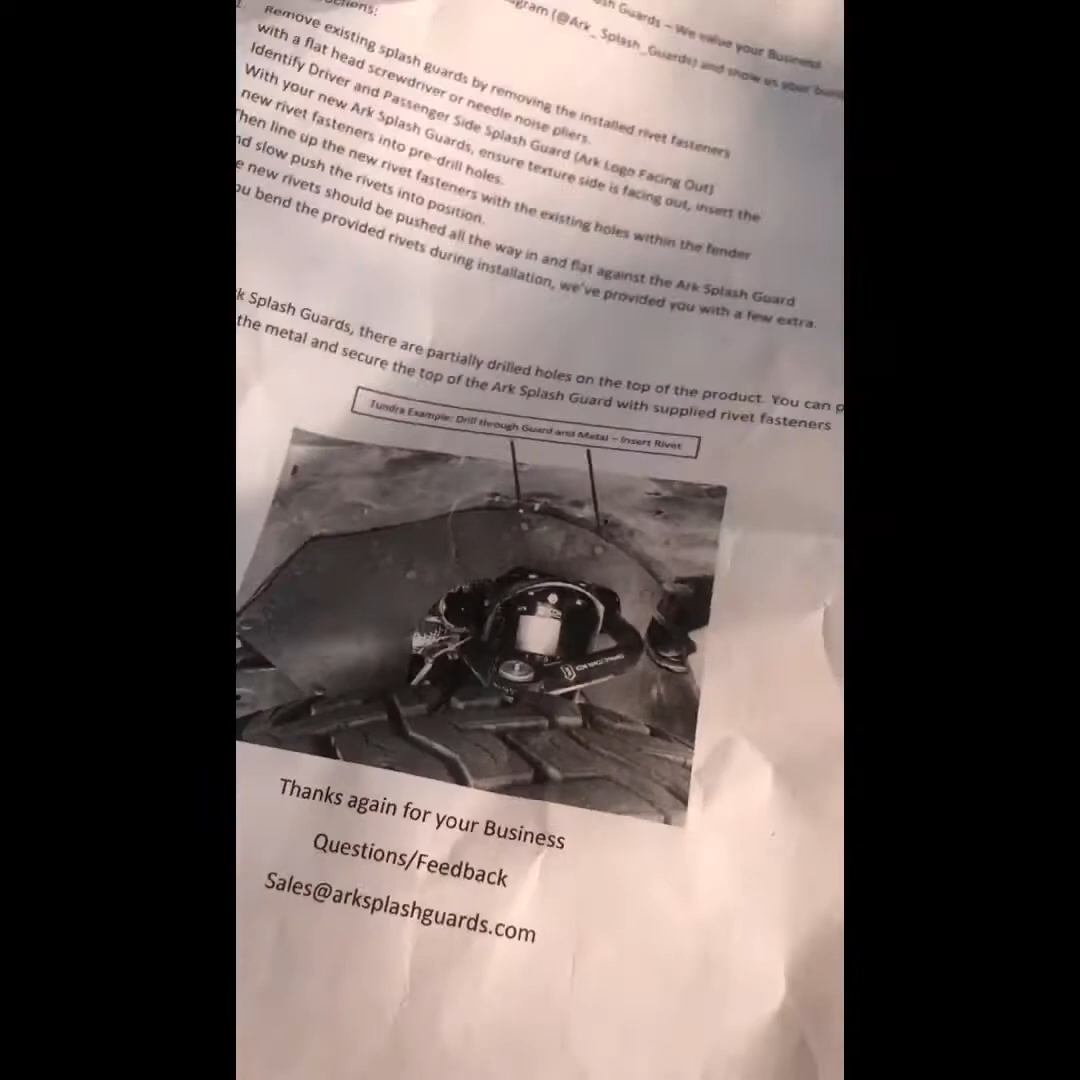 sh Guards – We value your Business
gram (@Ark_Splash_Guards) and show us your
ctions:
1. Remove existing splash guards by removing the installed rivet fasteners
with a flat head screwdriver or needle noise pliers.
Identify Driver and Passenger Side Splash Guard (Ark Logo Facing Out)
With your new Ark Splash Guards, ensure texture side is facing out, insert the
new rivet fasteners into pre-drill holes.
Then line up the new rivet fasteners with the existing holes within the fender
nd slow push the rivets into position.
e new rivets should be pushed all the way in and flat against the Ark Splash Guard
ou bend the provided rivets during installation, we've provided you with a few extra.
k Splash Guards, there are partially drilled holes on the top of the product. You can p
the metal and secure the top of the Ark Splash Guard with supplied rivet fasteners
Tundra Example: Drill through Guard and Metal – Insert Rivet
Thanks again for your Business
Questions/Feedback
Sales@arksplashguards.com